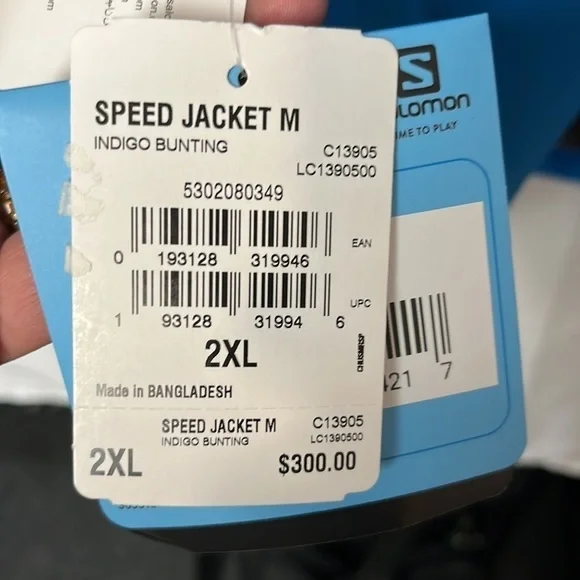 SPEED JACKET M
INDIGO BUNTING
C13905
LC1390500
5302080349
EAN
0 193128 319946
UPC
1 93128 31994 6
2XL
Made in BANGLADESH
SPEED JACKET M
INDIGO BUNTING
C13905
LC1390500
2XL
$300.00
S
LOMON
ME TO PLAY
421 7